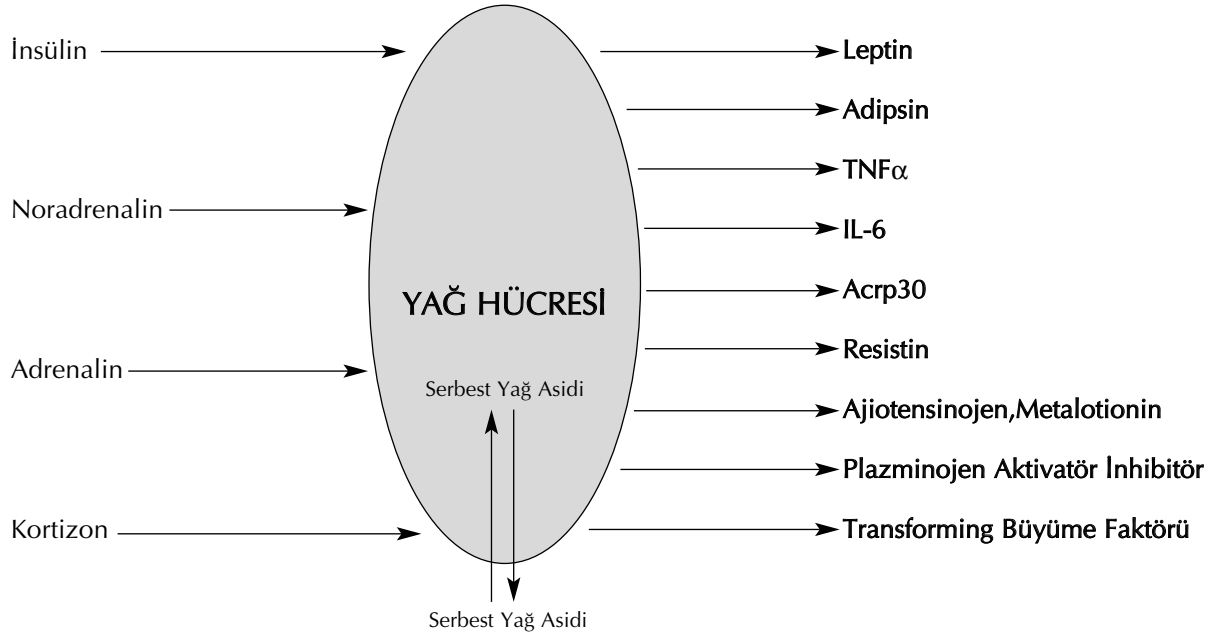 İnsülin
Noradrenalin
Adrenalin
Kortizon
YAĞ HÜCRESİ
Serbest Yağ Asidi
Serbest Yağ Asidi
Leptin
Adipsin
TNFα
IL-6
Acrp30
Resistin
Ajiotensinojen,Metalotionin
Plazminojen Aktivatör İnhibitör
Transforming Büyüme Faktörü